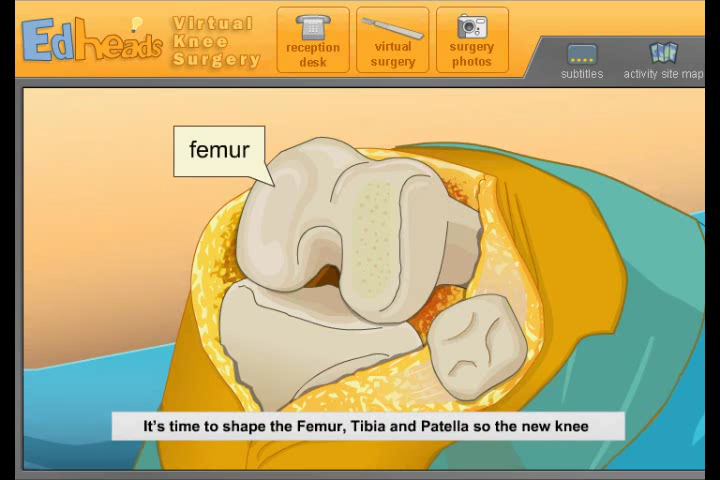 Edheads
Virtual
Knee
Surgery
reception
desk
virtual
surgery
surgery
photos
subtitles
activity site map
femur
It's time to shape the Femur, Tibia and Patella so the new knee